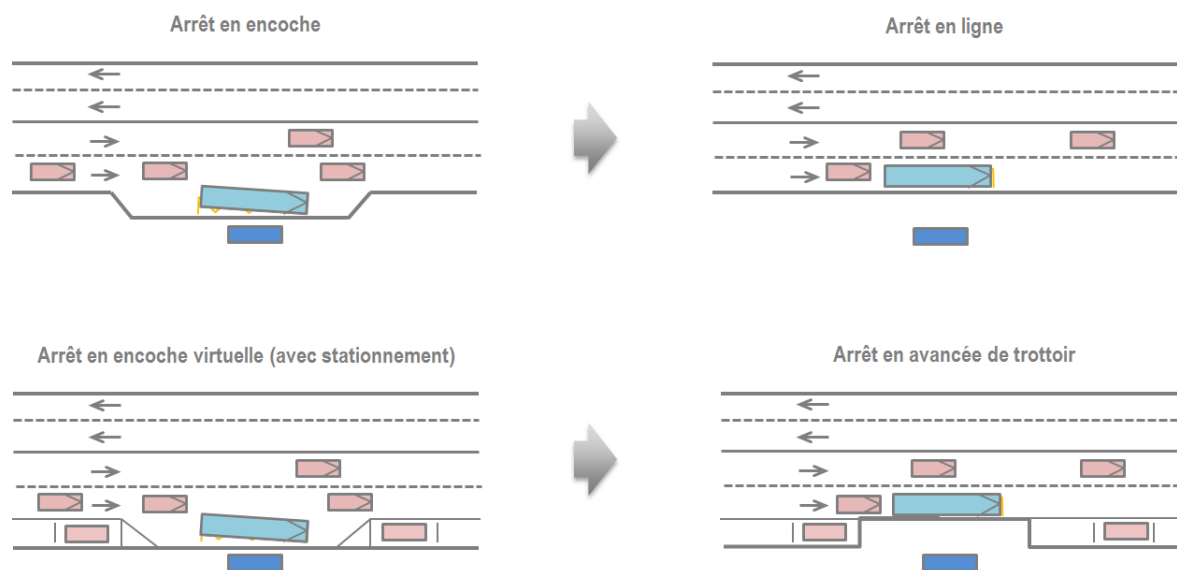 Arrêt en encoche
Arrêt en ligne
Arrêt en encoche virtuelle (avec stationnement)
Arrêt en avancée de trottoir